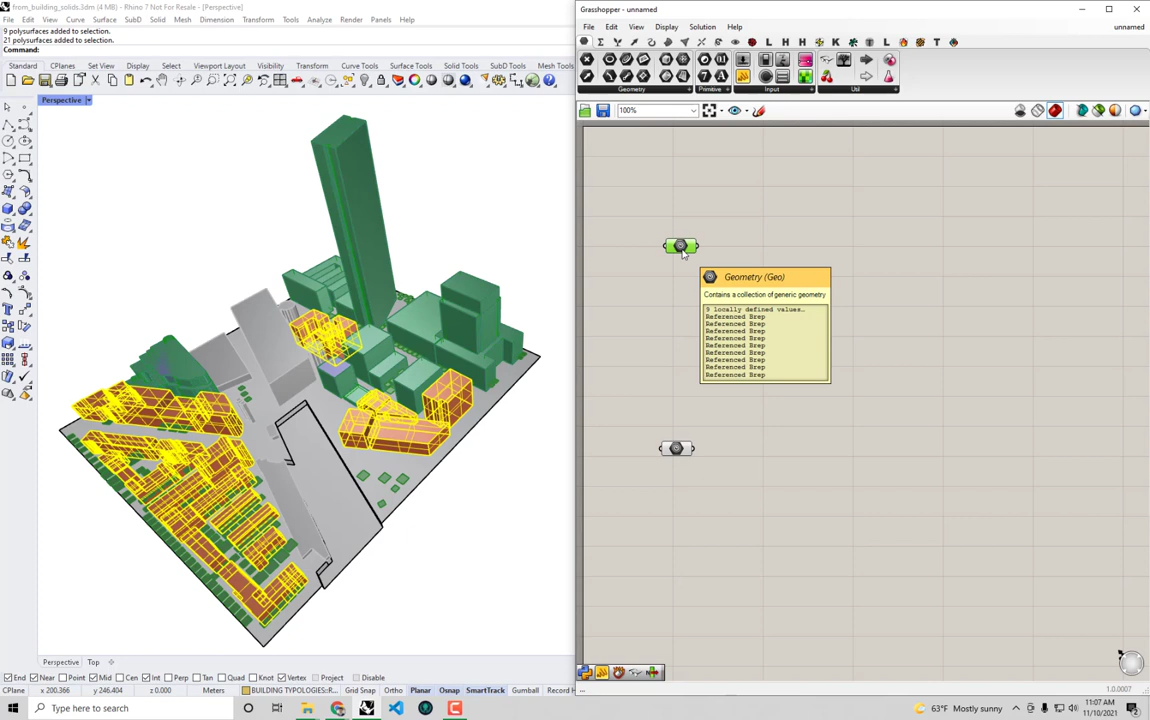 from_building_solids.3dm (4 MB) - Rhino 7 Not For Resale - [Perspective]
File Edit View Curve Surface SubD Solid Mesh Dimension Transform Tools Analyze Render Panels Help
9 polysurfaces added to selection.
21 polysurfaces added to selection.
Command:
Standard CPlanes Set View Display Select Viewport Layout Visibility Transform Curve Tools Surface Tools Solid Tools SubD Tools Mesh Tools
Perspective
Perspective Top
End Near Point Mid Cen Int Perp Tan Quad Knot Vertex Project Disable
CPlane x 200.366 y 246.404 z 0.000 Meters BUILDING TYPOLOGIES::R... Grid Snap Ortho Planar Osnap SmartTrack Gumball Record H
Grasshopper - unnamed
File Edit View Display Solution Help
unnamed
Geometry Primitive Input Util
100%
Geometry (Geo)
Contains a collection of generic geometry
9 locally defined values…
Referenced Brep
Referenced Brep
Referenced Brep
Referenced Brep
Referenced Brep
Referenced Brep
Referenced Brep
Referenced Brep
Referenced Brep
...
1.0.0007
Type here to search
63°F Mostly sunny
11:07 AM
11/10/2021